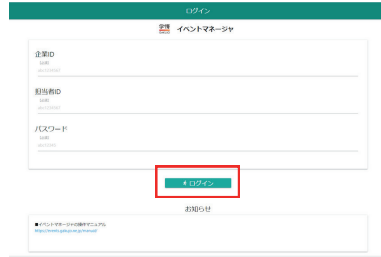 ログイン
学情 イベントマネージャ
企業ID
担当者ID
パスワード
ログイン
お知らせ
■イベントマネージャの操作マニュアル